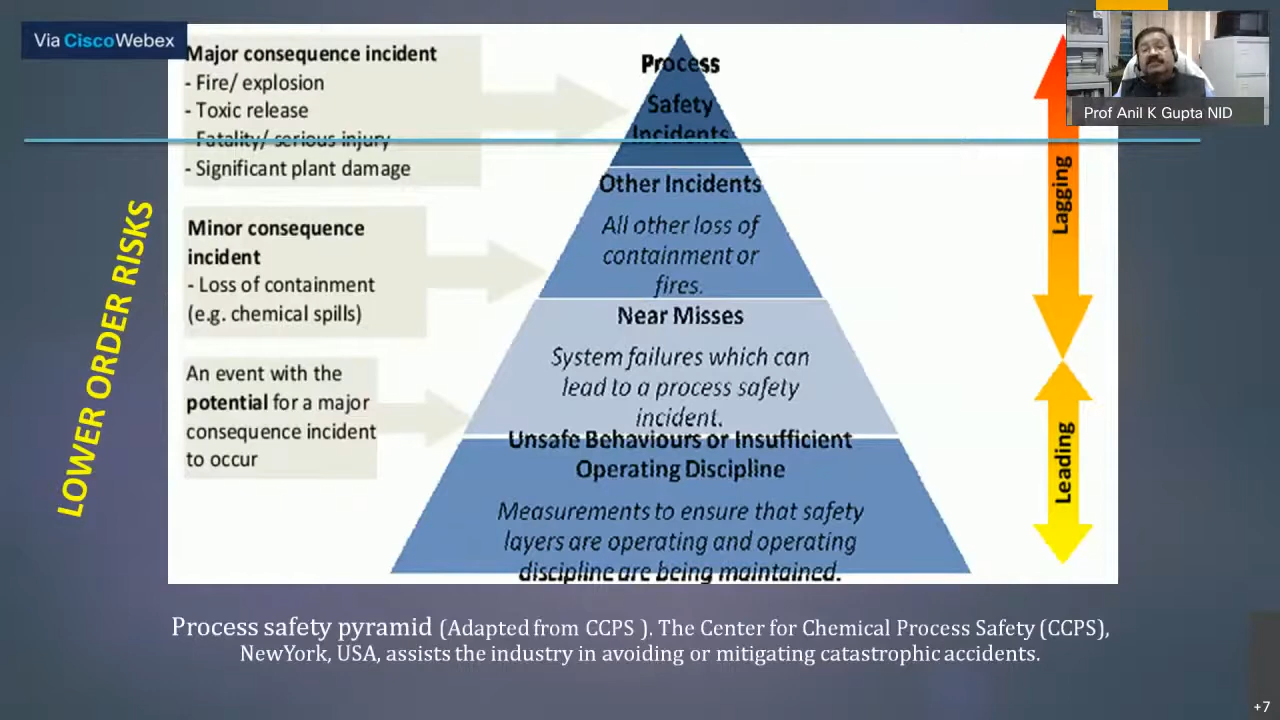 Via CiscoWebex
Major consequence incident
- Fire/ explosion
- Toxic release
- Fatality/ serious injury
- Significant plant damage
Minor consequence
incident
- Loss of containment
(e.g. chemical spills)
An event with the
potential for a major
consequence incident
to occur
LOWER ORDER RISKS
Process
Safety
Incidents
Other Incidents
All other loss of
containment or
fires.
Near Misses
System failures which can
lead to a process safety
incident.
Unsafe Behaviours or Insufficient
Operating Discipline
Measurements to ensure that safety
layers are operating and operating
discipline are being maintained.
Lagging
Leading
Prof Anil K Gupta NID
Process safety pyramid (Adapted from CCPS ). The Center for Chemical Process Safety (CCPS),
NewYork, USA, assists the industry in avoiding or mitigating catastrophic accidents.
+7